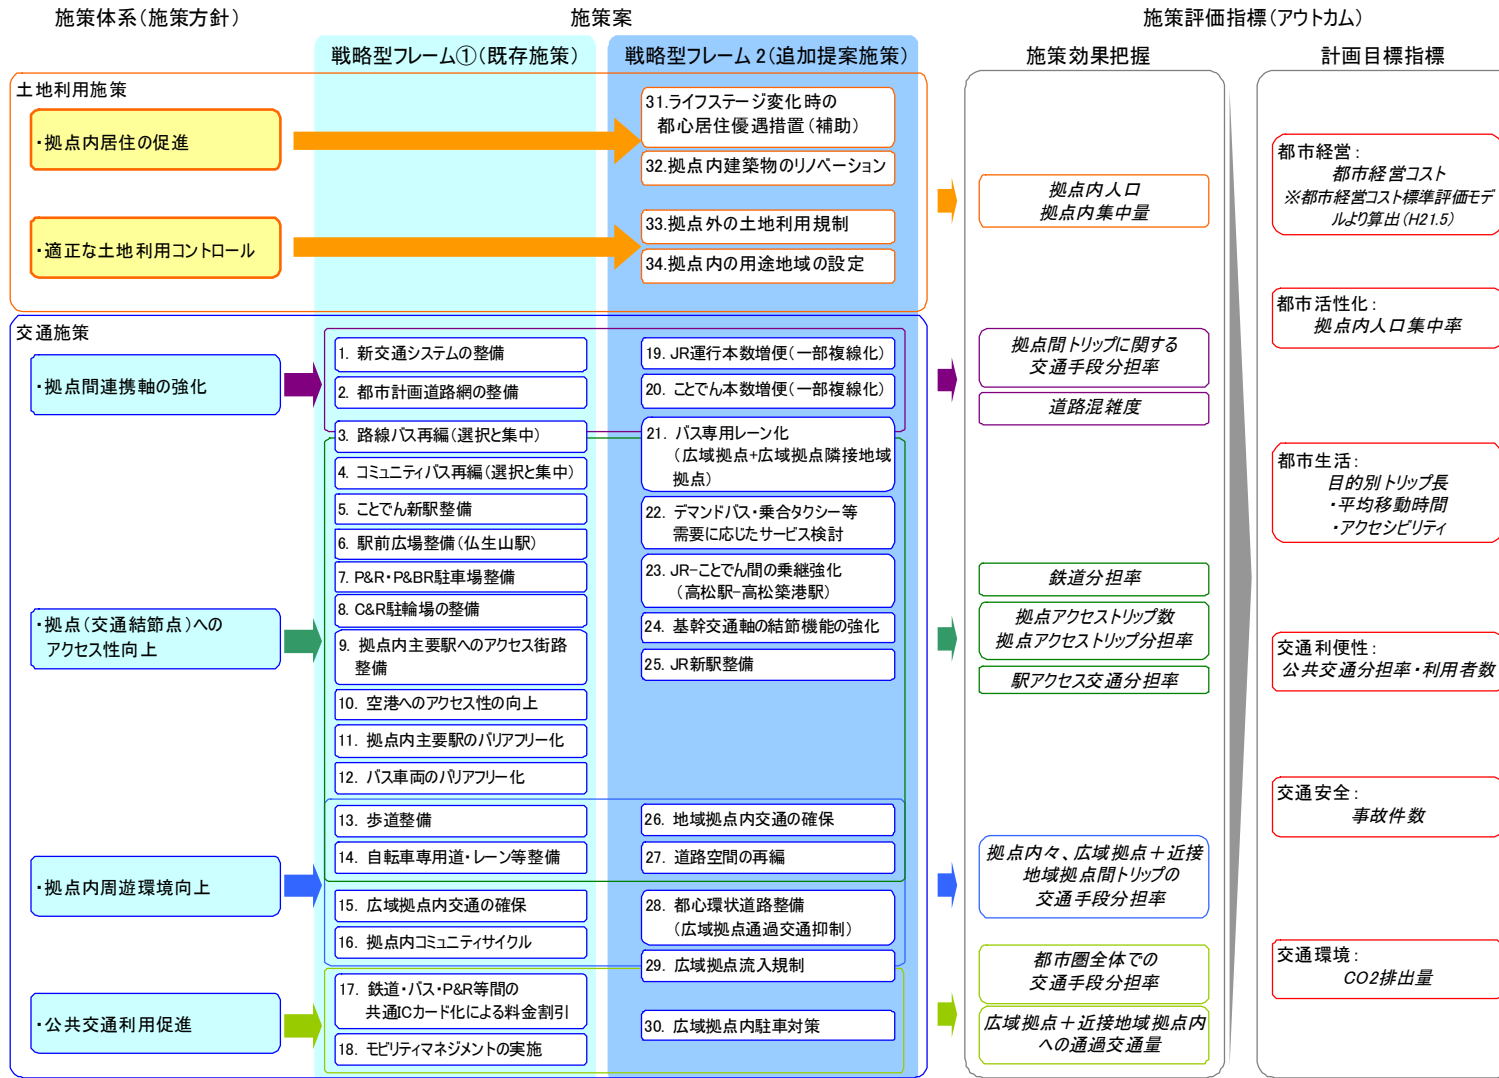 施策体系(施策方針)
施策案
施策評価指標(アウトカム)
戦略型フレーム①(既存施策)
戦略型フレーム2(追加提案施策)
施策効果把握
計画目標指標
土地利用施策
・拠点内居住の促進
31.ライフステージ変化時の
都心居住優遇措置(補助)
32.拠点内建築物のリノベーション
・適正な土地利用コントロール
33.拠点外の土地利用規制
34.拠点内の用途地域の設定
拠点内人口
拠点内集中量
交通施策
・拠点間連携軸の強化
1. 新交通システムの整備
2. 都市計画道路網の整備
3. 路線バス再編(選択と集中)
4. コミュニティバス再編(選択と集中)
5. ことでん新駅整備
6. 駅前広場整備(仏生山駅)
7. P&R・P&BR駐車場整備
8. C&R駐輪場の整備
9. 拠点内主要駅へのアクセス街路
整備
10. 空港へのアクセス性の向上
11. 拠点内主要駅のバリアフリー化
12. バス車両のバリアフリー化
13. 歩道整備
14. 自転車専用道・レーン等整備
15. 広域拠点内交通の確保
16. 拠点内コミュニティサイクル
17. 鉄道・バス・P&R等間の
共通ICカード化による料金割引
18. モビリティマネジメントの実施
・拠点(交通結節点)への
アクセス性向上
・拠点内周遊環境向上
・公共交通利用促進
19. JR運行本数増便(一部複線化)
20. ことでん本数増便(一部複線化)
21. バス専用レーン化
(広域拠点+広域拠点隣接地域
拠点)
22. デマンドバス・乗合タクシー等
需要に応じたサービス検討
23. JR-ことでん間の乗継強化
(高松駅-高松築港駅)
24. 基幹交通軸の結節機能の強化
25. JR新駅整備
26. 地域拠点内交通の確保
27. 道路空間の再編
28. 都心環状道路整備
(広域拠点通過交通抑制)
29. 広域拠点流入規制
30. 広域拠点内駐車対策
拠点間トリップに関する
交通手段分担率
道路混雑度
鉄道分担率
拠点アクセストリップ数
拠点アクセストリップ分担率
駅アクセス交通分担率
拠点内々、広域拠点+近接
地域拠点間トリップの
交通手段分担率
都市圏全体での
交通手段分担率
広域拠点+近接地域拠点内
への通過交通量
都市経営:
都市経営コスト
※都市経営コスト標準評価モデ
ルより算出(H21.5)
都市活性化:
拠点内人口集中率
都市生活:
目的別トリップ長
・平均移動時間
・アクセシビリティ
交通利便性:
公共交通分担率・利用者数
交通安全:
事故件数
交通環境:
CO2排出量